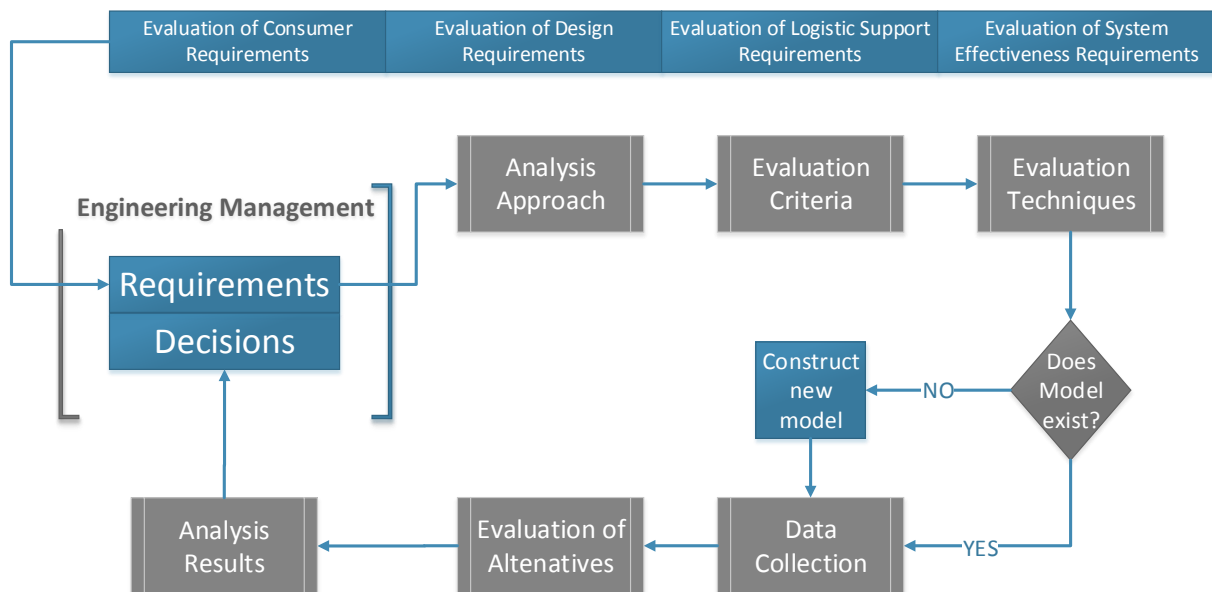 Evaluation of Consumer
Requirements
Evaluation of Design
Requirements
Evaluation of Logistic Support
Requirements
Evaluation of System
Effectiveness Requirements
Analysis
Approach
Evaluation
Criteria
Evaluation
Techniques
Engineering Management
Requirements
Decisions
Construct
new
model
NO
Does
Model
exist?
Analysis
Results
Evaluation of
Altenatives
Data
Collection
YES